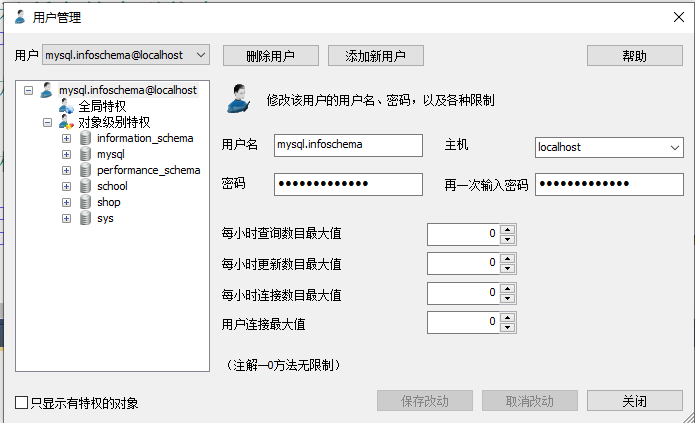 用户管理
用户 mysql.infoschema@localhost 删除用户 添加新用户 帮助
mysql.infoschema@localhost
全局特权
对象级别特权
information_schema
mysql
performance_schema
school
shop
sys
修改该用户的用户名、密码，以及各种限制
用户名 mysql.infoschema 主机 localhost
密码 ●●●●●●●●●●●●● 再一次输入密码 ●●●●●●●●●●●●●
每小时查询数目最大值 0
每小时更新数目最大值 0
每小时连接数目最大值 0
用户连接最大值 0
（注解—0方法无限制）
只显示有特权的对象 保存改动 取消改动 关闭